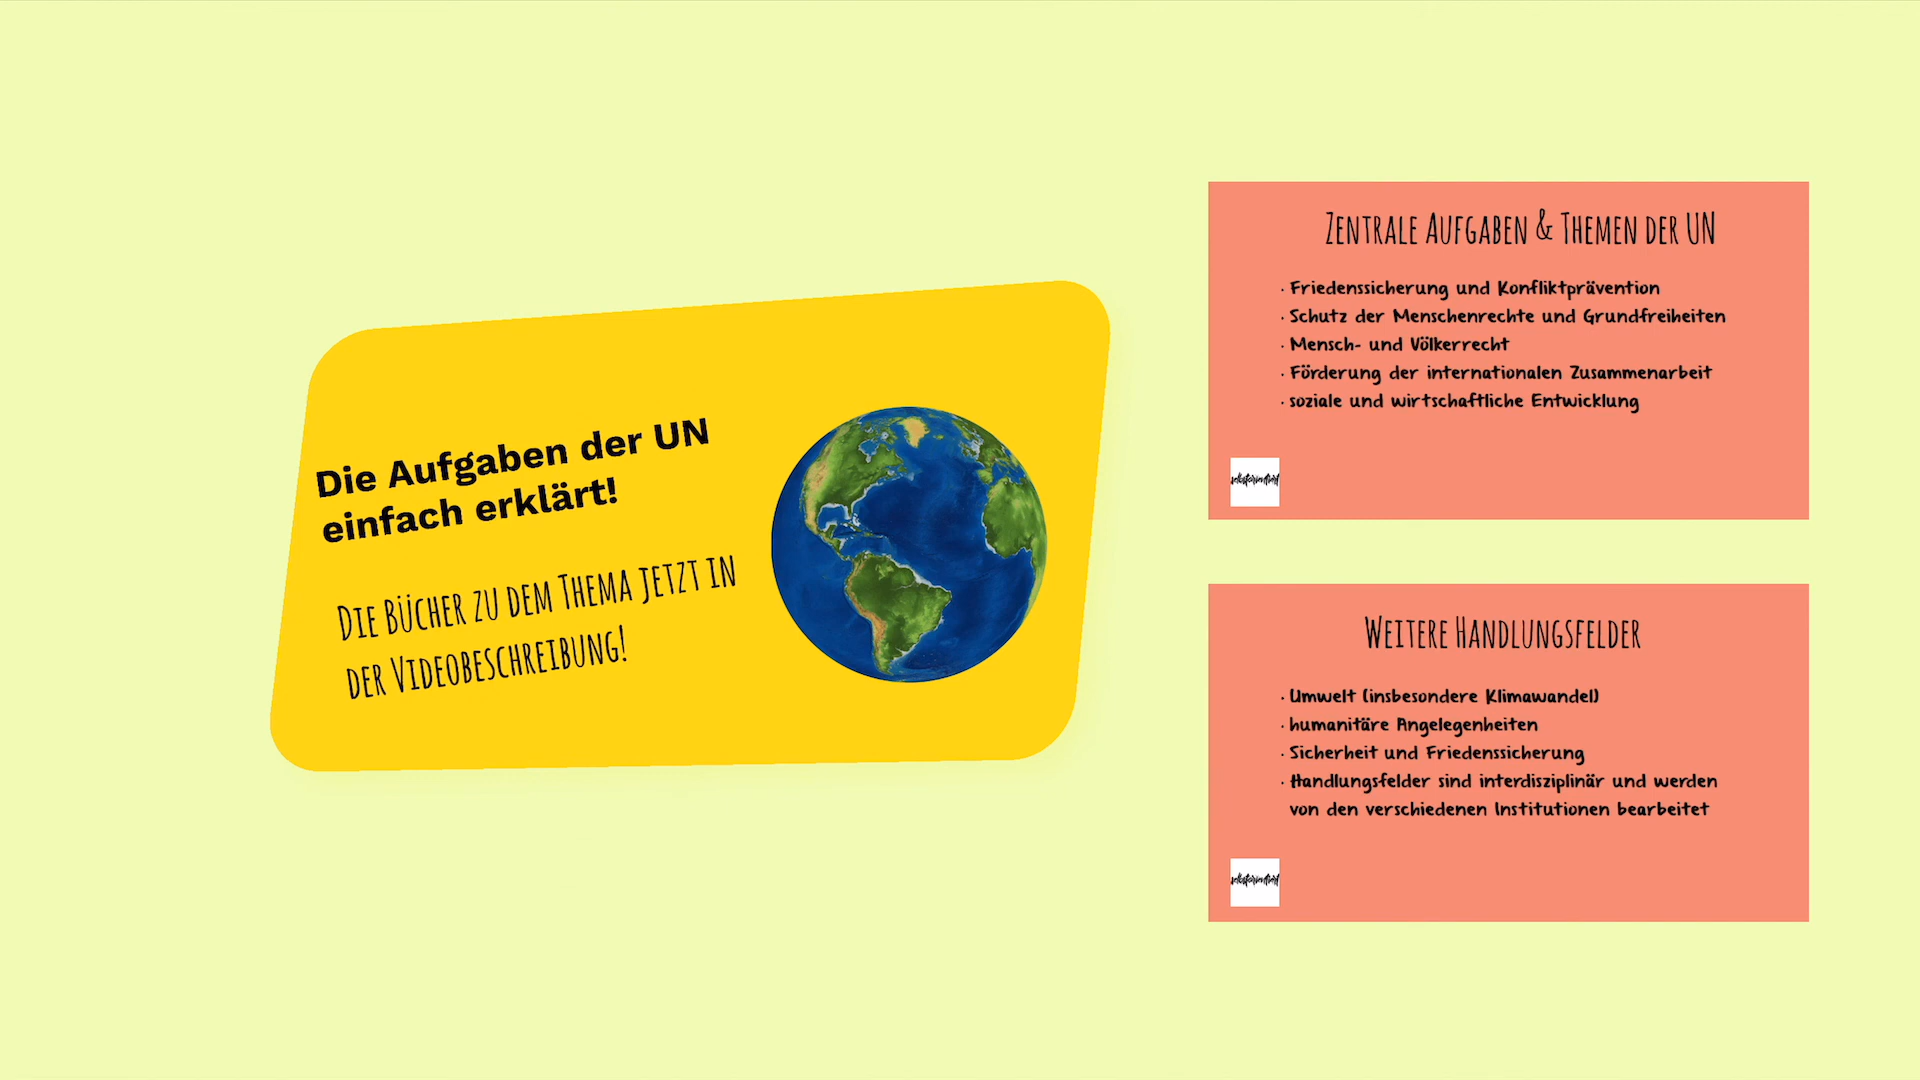 Die Aufgaben der UN
einfach erklärt!
Die Bücher zu dem Thema jetzt in
der Videobeschreibung!
Zentrale Aufgaben & Themen der UN
· Friedenssicherung und Konfliktprävention
· Schutz der Menschenrechte und Grundfreiheiten
· Mensch- und Völkerrecht
· Förderung der internationalen Zusammenarbeit
· soziale und wirtschaftliche Entwicklung
selbstorientiert
Weitere Handlungsfelder
· Umwelt (insbesondere Klimawandel)
· humanitäre Angelegenheiten
· Sicherheit und Friedenssicherung
· Handlungsfelder sind interdisziplinär und werden
von den verschiedenen Institutionen bearbeitet
selbstorientiert